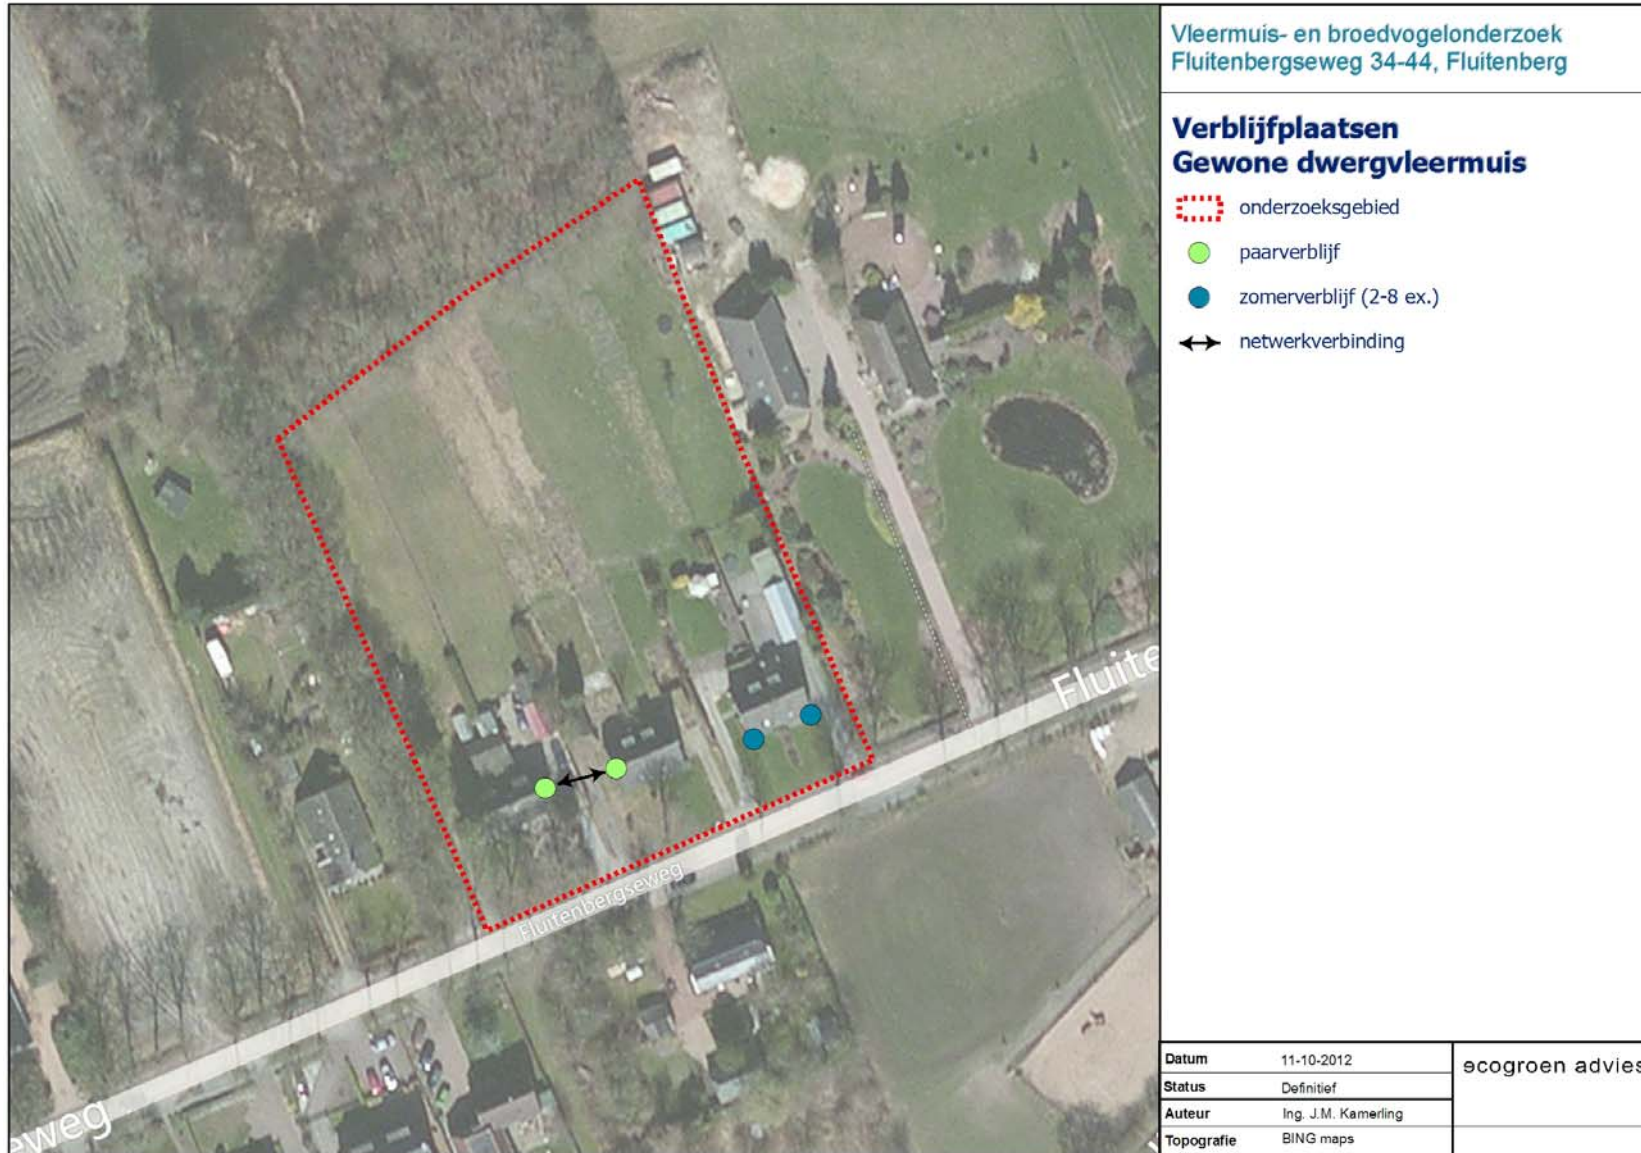 Vleermuis- en broedvogelonderzoek
Fluitenbergseweg 34-44, Fluitenberg
Verblijfplaatsen
Gewone dwergvleermuis
onderzoeksgebied
paarverblijf
zomerverblijf (2-8 ex.)
netwerkverbinding
Fluite
Fluitenbergseweg
eweg
Datum 11-10-2012
Status Definitief
Auteur Ing. J.M. Kamerling
Topografie BING maps
ecogroen advies